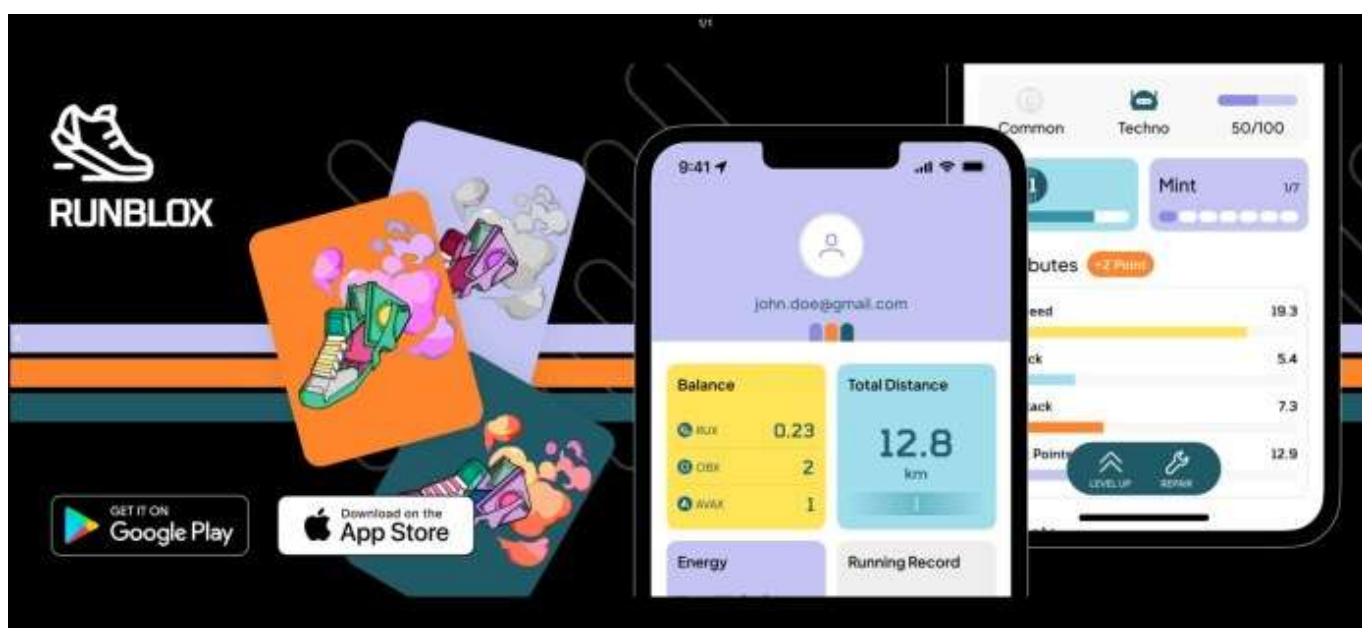 1/1
RUNBLOX
GET IT ON
Google Play
Download on the
App Store
9:41
john.doe@gmail.com
Balance
RUX 0.23
OBX 2
AVAX 1
Total Distance
12.8
km
Energy
Running Record
Common
Techno
50/100
1
Mint 1/7
butes +2 Point
eed 19.3
ck 5.4
ack 7.3
Points 12.9
LEVEL UP
REPAIR